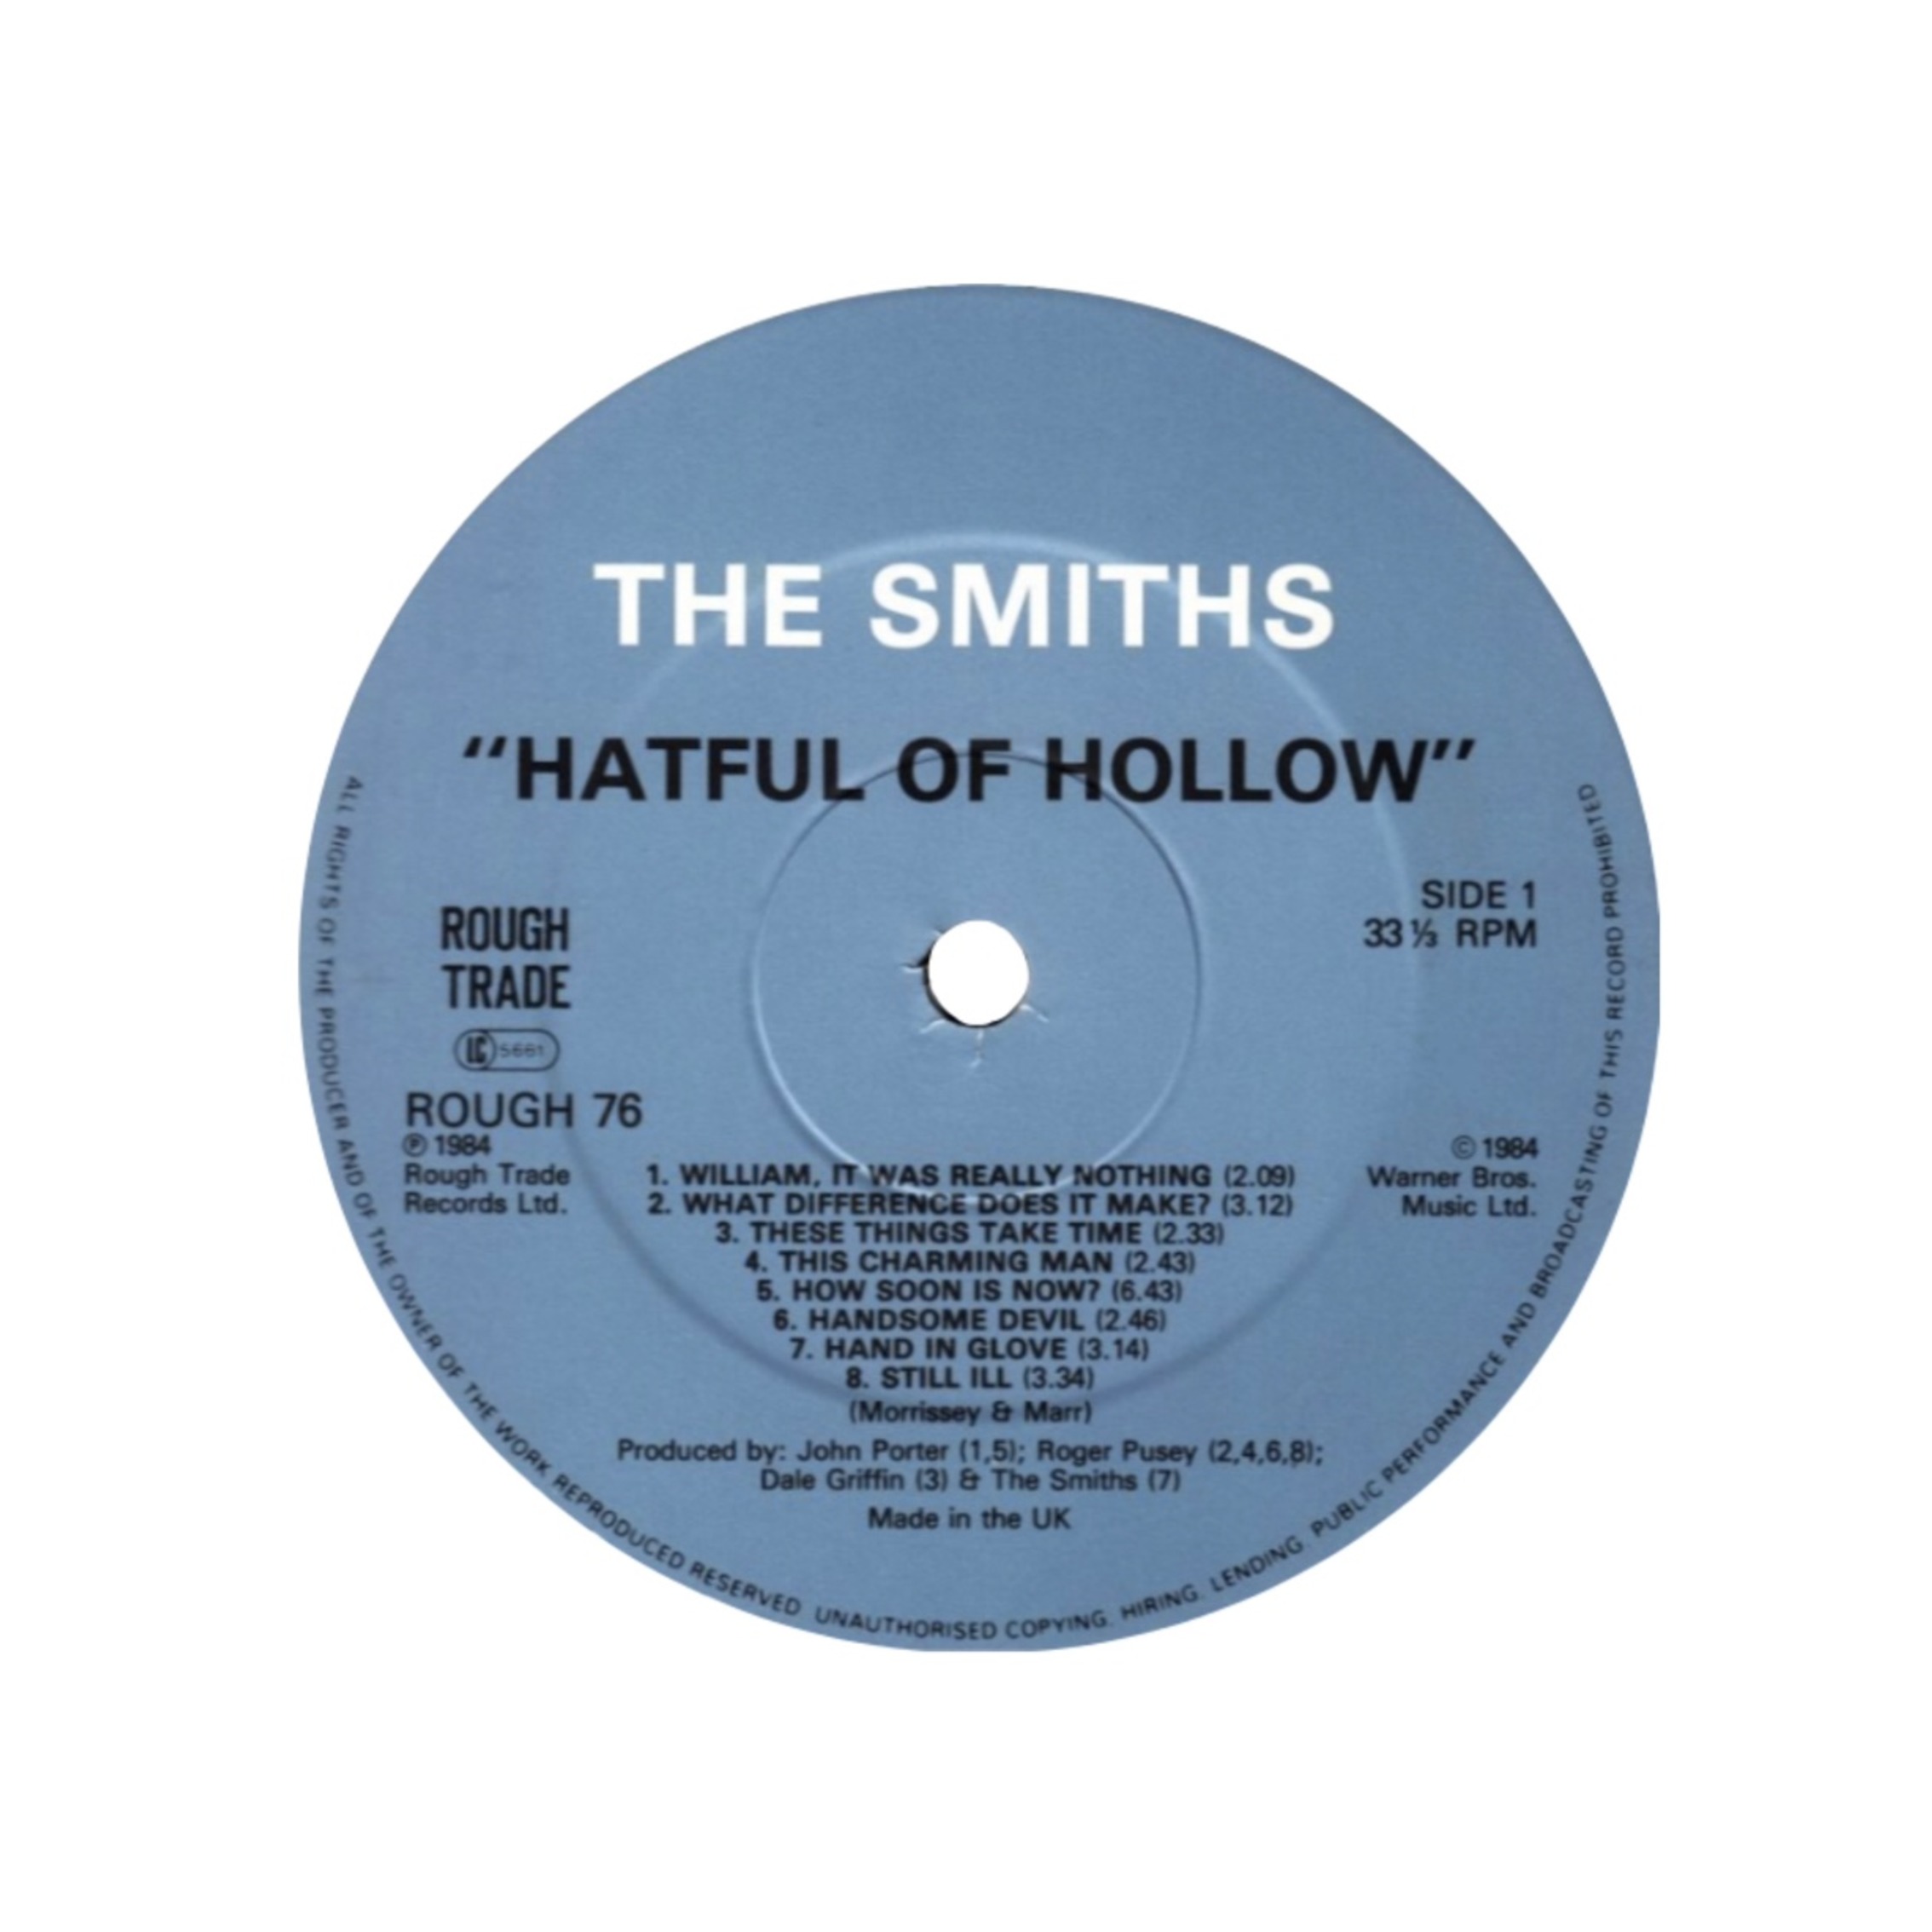 THE SMITHS
"HATFUL OF HOLLOW"
SIDE 1
33⅓ RPM
ROUGH
TRADE
LC 5661
ROUGH 76
℗ 1984
Rough Trade
Records Ltd.
© 1984
Warner Bros.
Music Ltd.
1. WILLIAM, IT WAS REALLY NOTHING (2.09)
2. WHAT DIFFERENCE DOES IT MAKE? (3.12)
3. THESE THINGS TAKE TIME (2.33)
4. THIS CHARMING MAN (2.43)
5. HOW SOON IS NOW? (6.43)
6. HANDSOME DEVIL (2.46)
7. HAND IN GLOVE (3.14)
8. STILL ILL (3.34)
(Morrissey & Marr)
Produced by: John Porter (1,5); Roger Pusey (2,4,6,8);
Dale Griffin (3) & The Smiths (7)
Made in the UK
ALL RIGHTS OF THE PRODUCER AND OF THE OWNER OF THE WORK REPRODUCED RESERVED. UNAUTHORISED COPYING. HIRING. LENDING. PUBLIC PERFORMANCE AND BROADCASTING OF THIS RECORD PROHIBITED